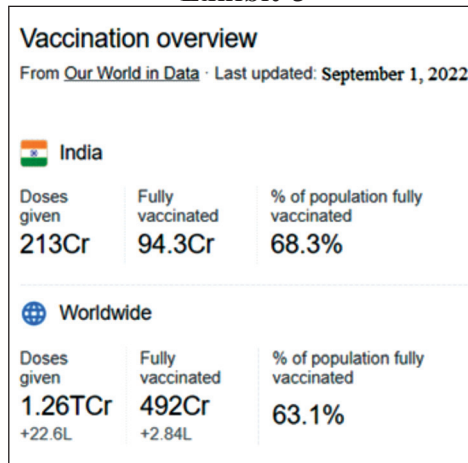 Vaccination overview
From Our World in Data · Last updated: September 1, 2022
India
Doses given
Fully vaccinated
% of population fully vaccinated
213Cr
94.3Cr
68.3%
Worldwide
Doses given
Fully vaccinated
% of population fully vaccinated
1.26TCr
492Cr
63.1%
+22.6L
+2.84L